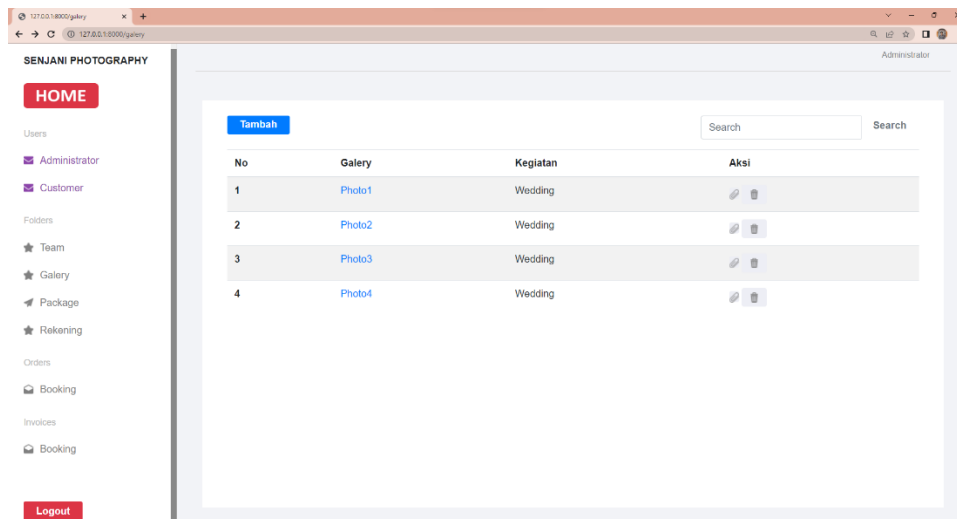 127.0.0.1:8000/galery
127.0.0.1:8000/galery
SENJANI PHOTOGRAPHY
Administrator
HOME
Users
Administrator
Customer
Folders
Team
Galery
Package
Rekening
Orders
Booking
Invoices
Booking
Logout
Tambah
Search
Search
No Galery Kegiatan Aksi
1 Photo1 Wedding
2 Photo2 Wedding
3 Photo3 Wedding
4 Photo4 Wedding